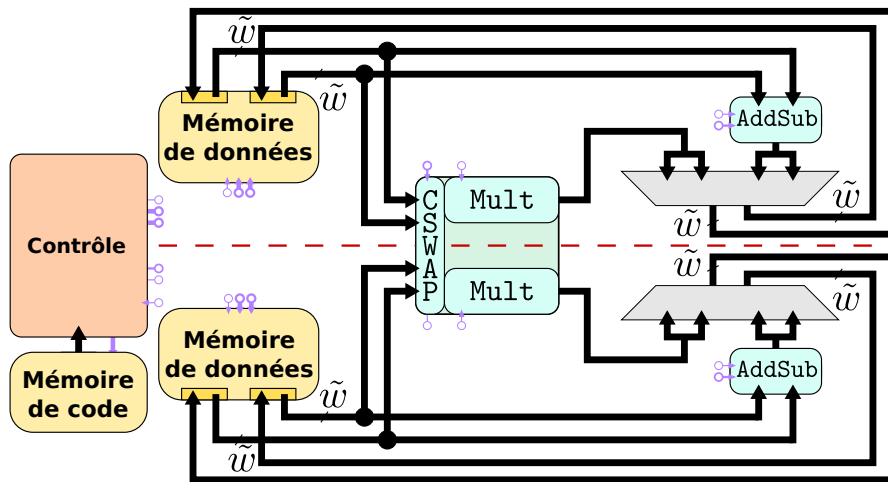 w̃
w̃
AddSub
Mémoire
de données
C
S
W
A
P
Mult
w̃
w̃
Contrôle
w̃
w̃
Mult
Mémoire
de données
AddSub
Mémoire
de code
w̃
w̃